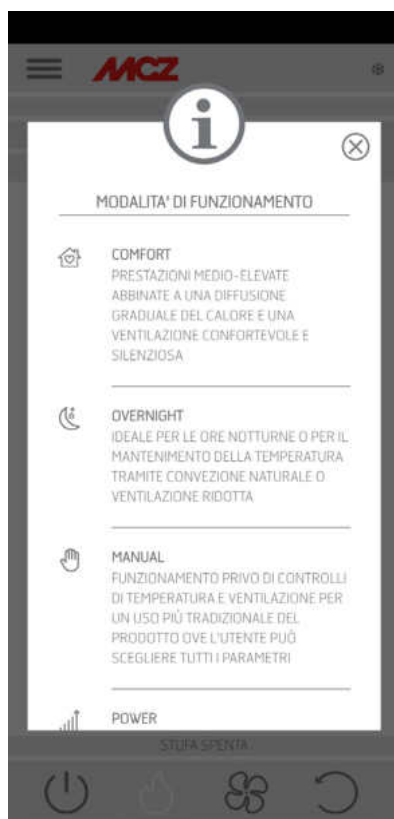 MCZ
MODALITA' DI FUNZIONAMENTO
COMFORT
PRESTAZIONI MEDIO-ELEVATE
ABBINATE A UNA DIFFUSIONE
GRADUALE DEL CALORE E UNA
VENTILAZIONE CONFORTEVOLE E
SILENZIOSA
OVERNIGHT
IDEALE PER LE ORE NOTTURNE O PER IL
MANTENIMENTO DELLA TEMPERATURA
TRAMITE CONVEZIONE NATURALE O
VENTILAZIONE RIDOTTA
MANUAL
FUNZIONAMENTO PRIVO DI CONTROLLI
DI TEMPERATURA E VENTILAZIONE PER
UN USO PIÙ TRADIZIONALE DEL
PRODOTTO OVE L'UTENTE PUÒ
SCEGLIERE TUTTI I PARAMETRI
POWER
STUFA SPENTA